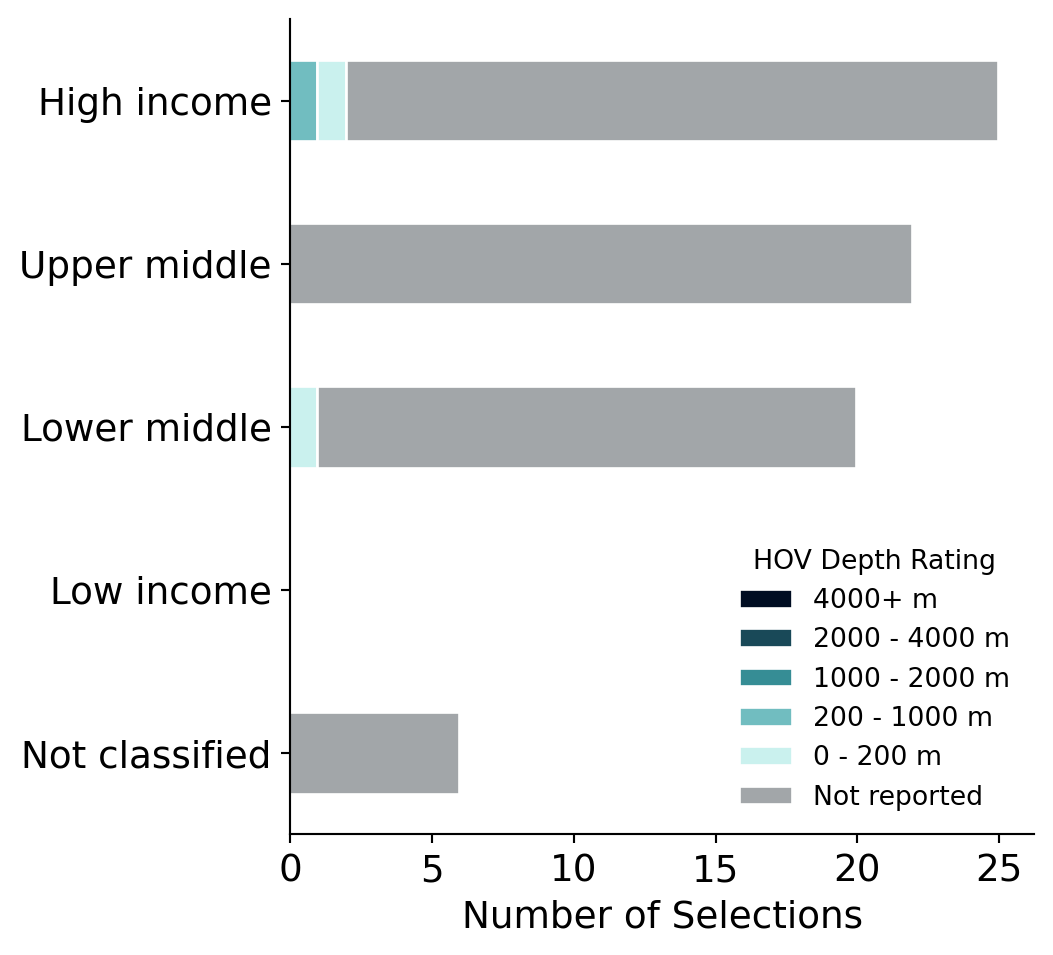 High income
Upper middle
Lower middle
Low income
Not classified
HOV Depth Rating
4000+ m
2000 - 4000 m
1000 - 2000 m
200 - 1000 m
0 - 200 m
Not reported
0 5 10 15 20 25
Number of Selections